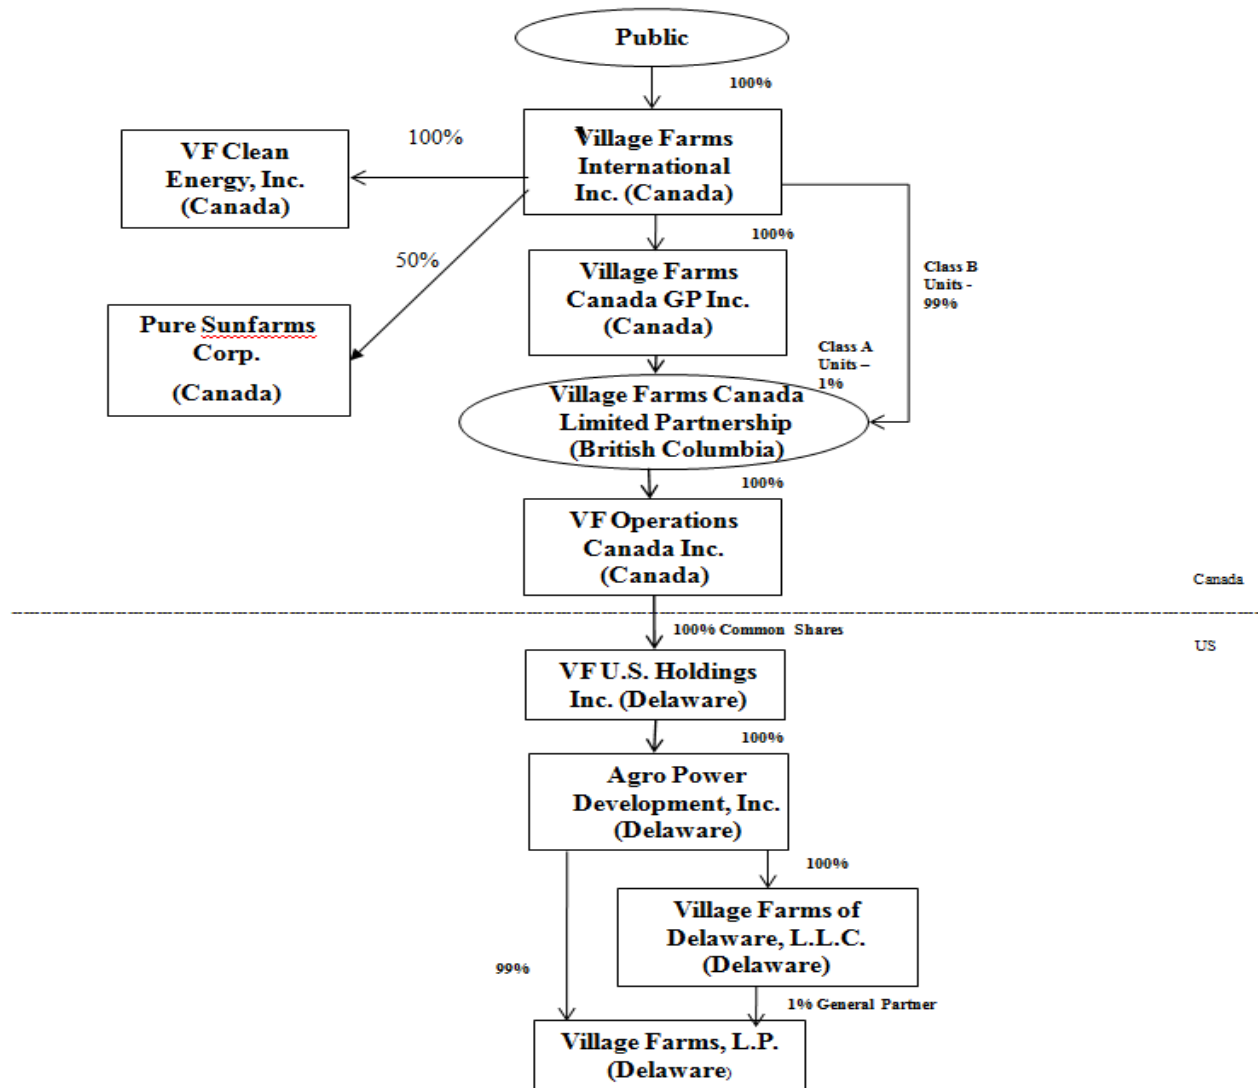 Public
100%
Village Farms
International
Inc. (Canada)
100%
VF Clean
Energy, Inc.
(Canada)
50%
Pure Sunfarms
Corp.
(Canada)
100%
Village Farms
Canada GP Inc.
(Canada)
Class B
Units -
99%
Class A
Units –
1%
Village Farms Canada
Limited Partnership
(British Columbia)
100%
VF Operations
Canada Inc.
(Canada)
Canada
100% Common Shares
US
VF U.S. Holdings
Inc. (Delaware)
100%
Agro Power
Development, Inc.
(Delaware)
100%
Village Farms of
Delaware, L.L.C.
(Delaware)
99%
1% General Partner
Village Farms, L.P.
(Delaware)